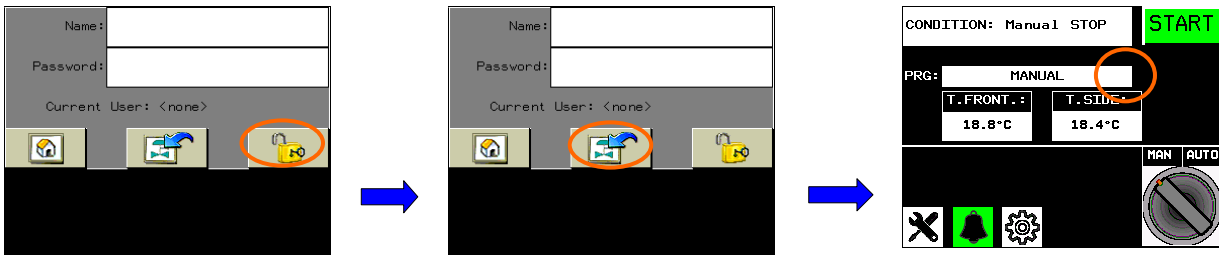 Name:
Password:
Current User: <none>
Name:
Password:
Current User: <none>
CONDITION: Manual STOP
START
PRG: MANUAL
T.FRONT.: T.SIDE:
18.8°C 18.4°C
MAN AUTO